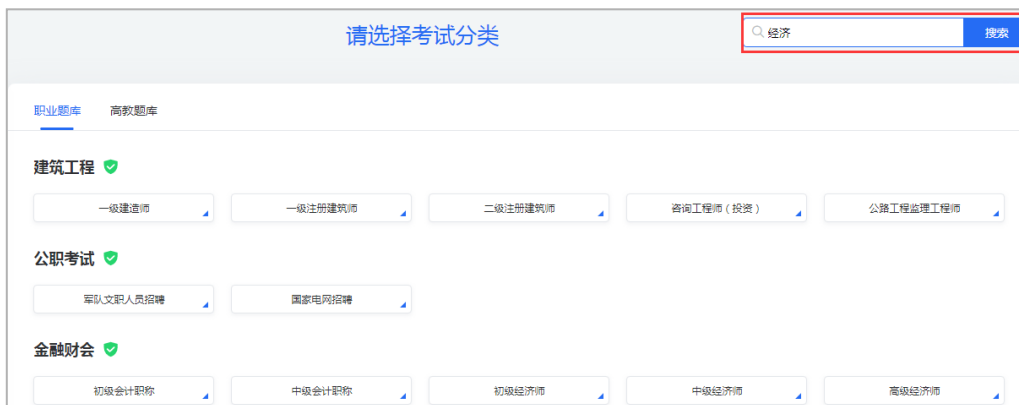 请选择考试分类
经济 搜索
职业题库 高教题库
建筑工程
一级建造师 一级注册建筑师 二级注册建筑师 咨询工程师（投资） 公路工程监理工程师
公职考试
军队文职人员招聘 国家电网招聘
金融财会
初级会计职称 中级会计职称 初级经济师 中级经济师 高级经济师